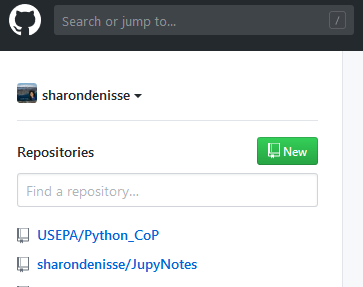 Search or jump to... /
sharondenisse
Repositories New
Find a repository...
USEPA/Python_CoP
sharondenisse/JupyNotes